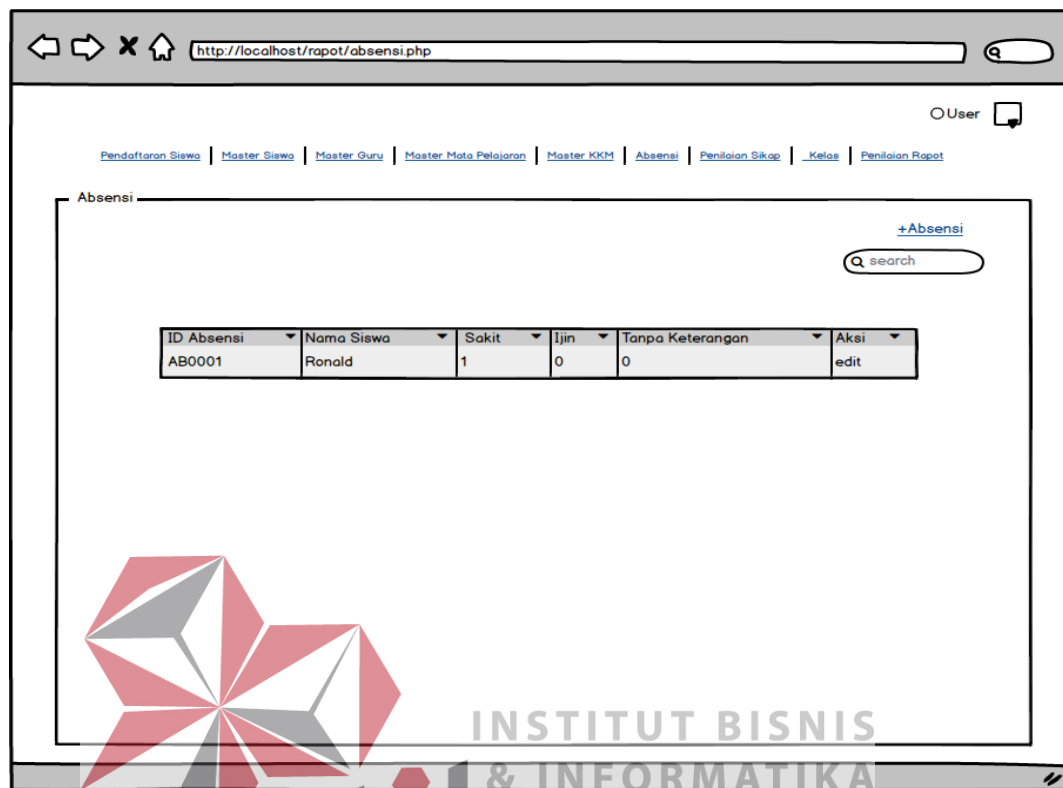 http://localhost/rapot/absensi.php
User
Pendaftaran Siswa | Master Siswa | Master Guru | Master Mata Pelajaran | Master KKM | Absensi | Penilaian Sikap | _Kelas | Penilaian Rapot
Absensi
+Absensi
search
ID Absensi Nama Siswa Sakit Ijin Tanpa Keterangan Aksi
AB0001 Ronald 1 0 0 edit
INSTITUT BISNIS
& INFORMATIKA